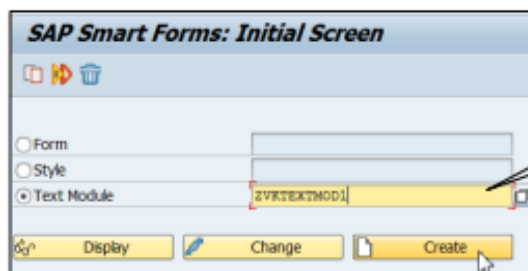 SAP Smart Forms: Initial Screen
Form
Style
Text Module ZVKTEXTMOD1
Display Change Create